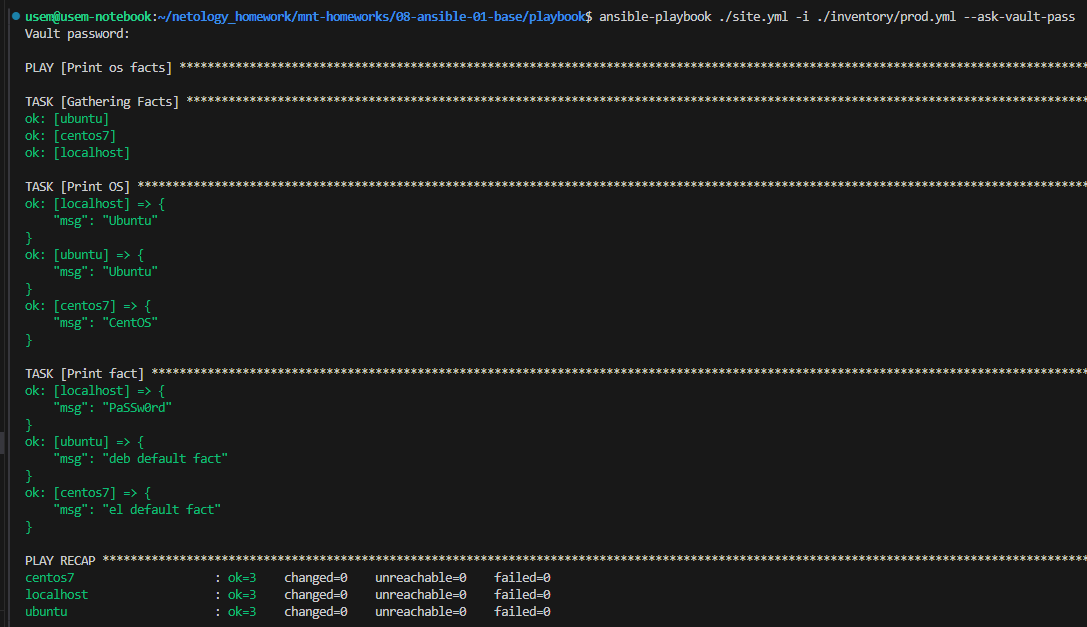 usem@usem-notebook:~/netology_homework/mnt-homeworks/08-ansible-01-base/playbook$ ansible-playbook ./site.yml -i ./inventory/prod.yml --ask-vault-pass
Vault password:

PLAY [Print os facts] **********************************************************************************************************************************

TASK [Gathering Facts] *********************************************************************************************************************************
ok: [ubuntu]
ok: [centos7]
ok: [localhost]

TASK [Print OS] ****************************************************************************************************************************************
ok: [localhost] => {
    "msg": "Ubuntu"
}
ok: [ubuntu] => {
    "msg": "Ubuntu"
}
ok: [centos7] => {
    "msg": "CentOS"
}

TASK [Print fact] **************************************************************************************************************************************
ok: [localhost] => {
    "msg": "PaSSw0rd"
}
ok: [ubuntu] => {
    "msg": "deb default fact"
}
ok: [centos7] => {
    "msg": "el default fact"
}

PLAY RECAP *********************************************************************************************************************************************
centos7                    : ok=3    changed=0    unreachable=0    failed=0
localhost                  : ok=3    changed=0    unreachable=0    failed=0
ubuntu                     : ok=3    changed=0    unreachable=0    failed=0